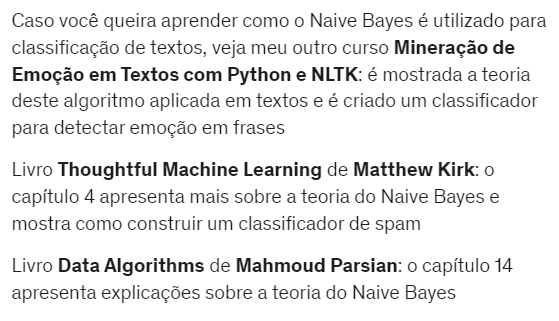 Caso você queira aprender como o Naive Bayes é utilizado para
classificação de textos, veja meu outro curso Mineração de
Emoção em Textos com Python e NLTK: é mostrada a teoria
deste algoritmo aplicada em textos e é criado um classificador
para detectar emoção em frases
Livro Thoughtful Machine Learning de Matthew Kirk: o
capítulo 4 apresenta mais sobre a teoria do Naive Bayes e
mostra como construir um classificador de spam
Livro Data Algorithms de Mahmoud Parsian: o capítulo 14
apresenta explicações sobre a teoria do Naive Bayes